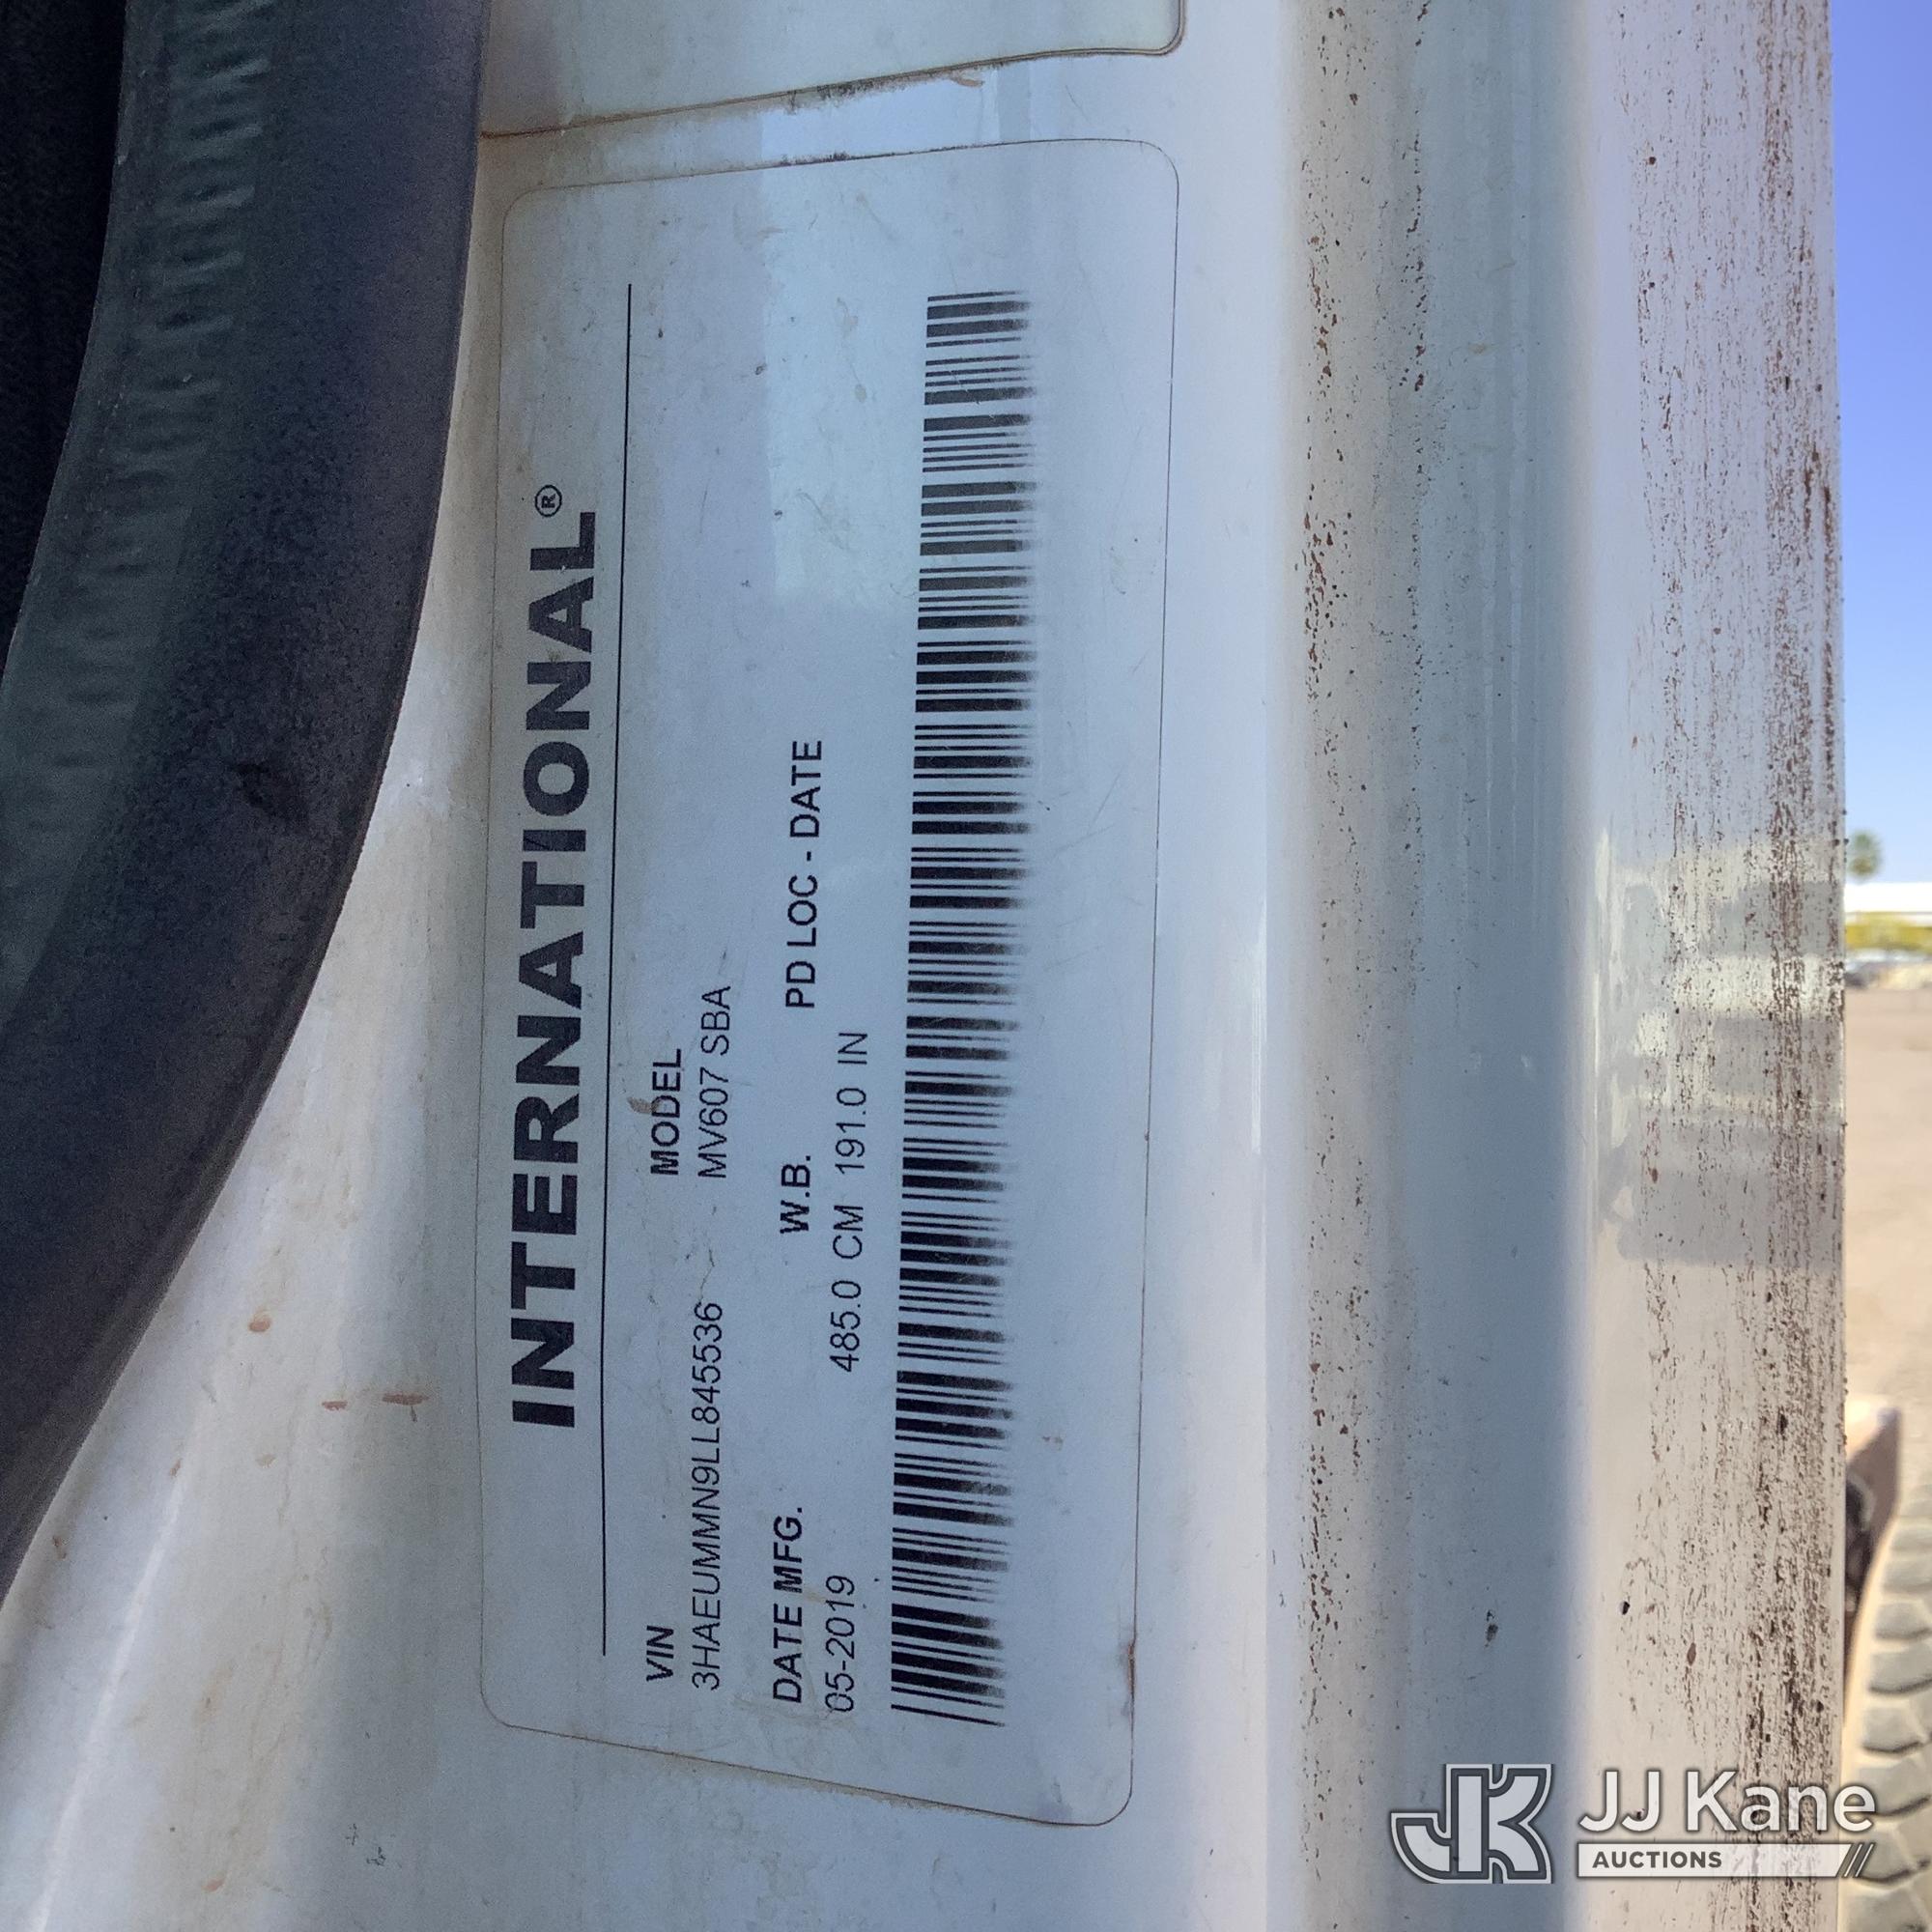 INTERNATIONAL®
VIN MODEL
3HAEUMMN9LL845536 MV607 SBA
DATE MFG. W.B. PD LOC - DATE
05-2019 485.0 CM 191.0 IN
JK JJ Kane
AUCTIONS